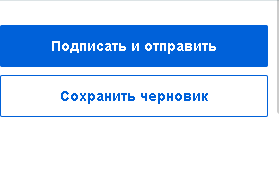 Подписать и отправить
Сохранить черновик